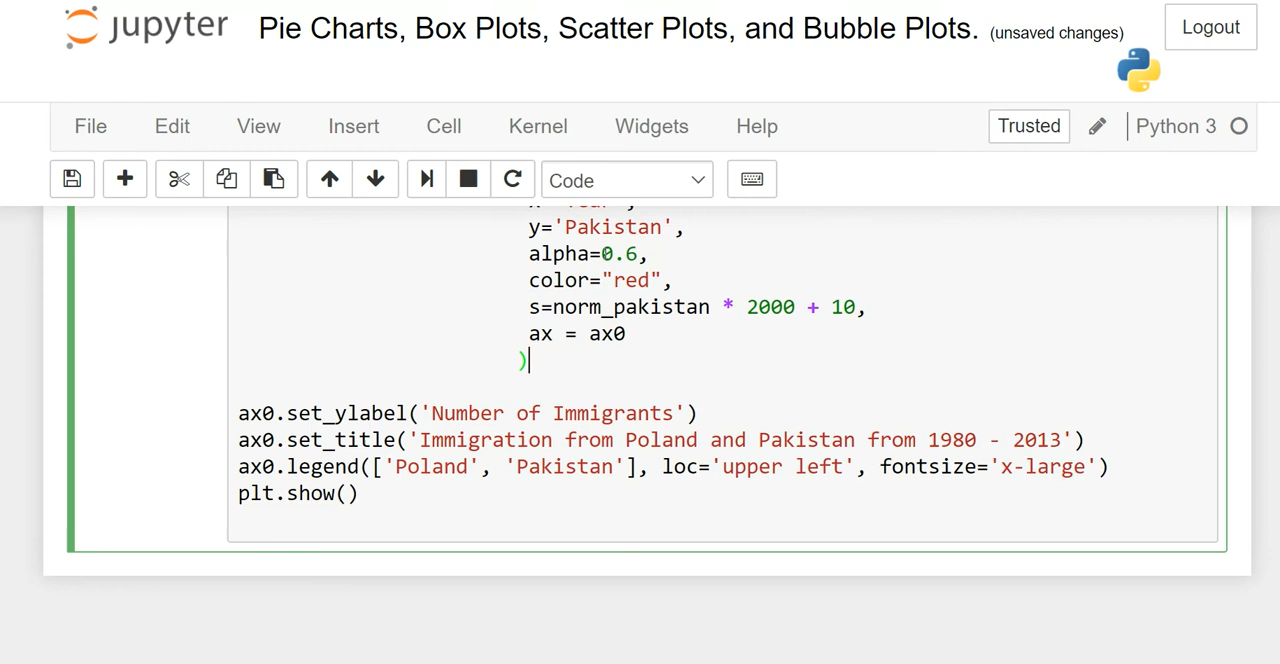 jupyter Pie Charts, Box Plots, Scatter Plots, and Bubble Plots. (unsaved changes) Logout
File Edit View Insert Cell Kernel Widgets Help Trusted Python 3
Code
y='Pakistan',
alpha=0.6,
color="red",
s=norm_pakistan * 2000 + 10,
ax = ax0
)
ax0.set_ylabel('Number of Immigrants')
ax0.set_title('Immigration from Poland and Pakistan from 1980 - 2013')
ax0.legend(['Poland', 'Pakistan'], loc='upper left', fontsize='x-large')
plt.show()